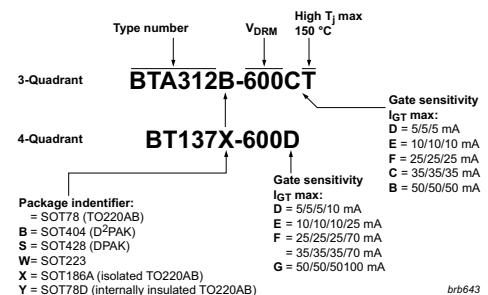 Type number
V_DRM
High T_j max
150 °C
3-Quadrant
BTA312B-600CT
4-Quadrant
BT137X-600D
Gate sensitivity
I_GT max:
D = 5/5/5 mA
E = 10/10/10 mA
F = 25/25/25 mA
C = 35/35/35 mA
B = 50/50/50 mA
Gate sensitivity
I_GT max:
D = 5/5/5/10 mA
E = 10/10/10/25 mA
F = 25/25/25/70 mA
= 35/35/35/70 mA
G = 50/50/50100 mA
Package indentifier:
= SOT78 (TO220AB)
B = SOT404 (D²PAK)
S = SOT428 (DPAK)
W= SOT223
X = SOT186A (isolated TO220AB)
Y = SOT78D (internally insulated TO220AB)
brb643